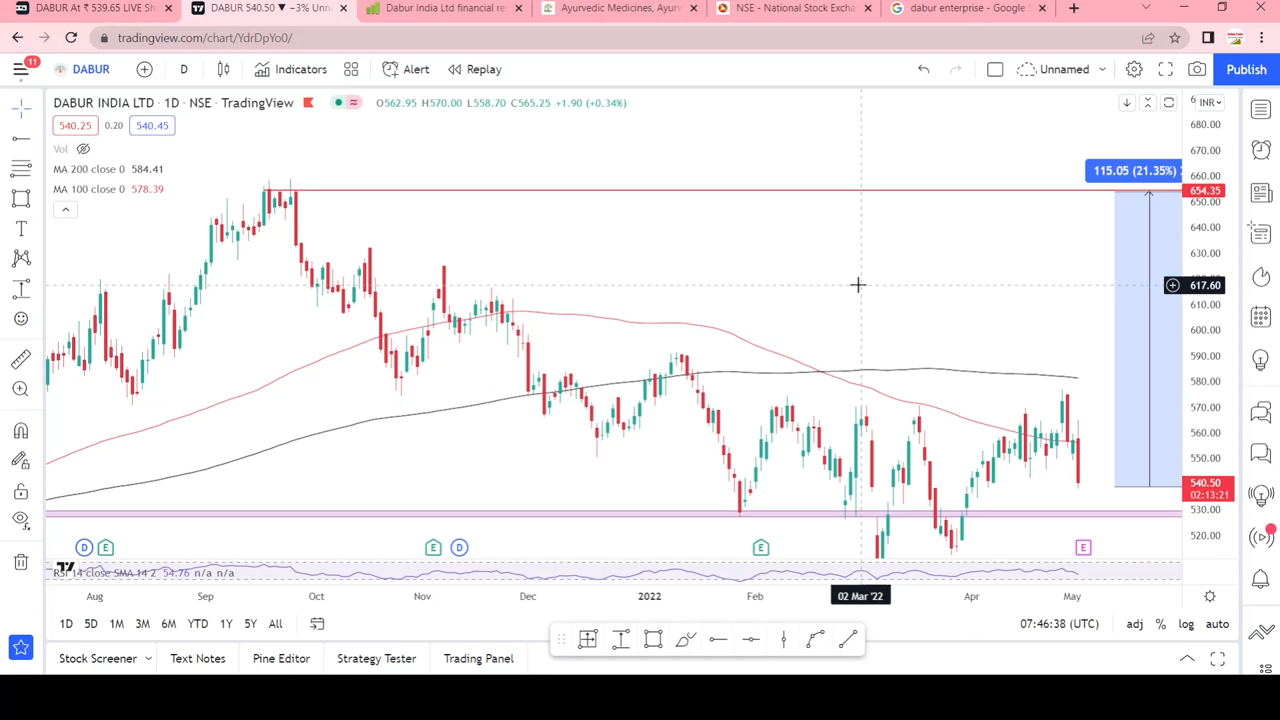 DABUR At ₹ 539.65 LIVE Sh
DABUR 540.50 ▼ −3% Unn
Dabur India Ltd financial re
Ayurvedic Medicines, Ayur
NSE - National Stock Excha
dabur enterprise - Google S
tradingview.com/chart/YdrDpYo0/
11
DABUR
D
Indicators
Alert
Replay
Unnamed
Publish
DABUR INDIA LTD · 1D · NSE · TradingView
O562.95 H570.00 L558.70 C565.25 +1.90 (+0.34%)
INR
540.25
0.20
540.45
Vol
MA 200 close 0 584.41
MA 100 close 0 578.39
680.00
670.00
660.00
115.05 (21.35%)
654.35
650.00
640.00
630.00
617.60
610.00
600.00
590.00
580.00
570.00
560.00
550.00
540.50
02:13:21
530.00
520.00
D
E
E
D
E
E
RSI 14 close SMA 14 2 54.76 n/a n/a
Aug
Sep
Oct
Nov
Dec
2022
Feb
02 Mar '22
Apr
May
1D
5D
1M
3M
6M
YTD
1Y
5Y
All
07:46:38 (UTC)
adj
%
log
auto
Stock Screener
Text Notes
Pine Editor
Strategy Tester
Trading Panel